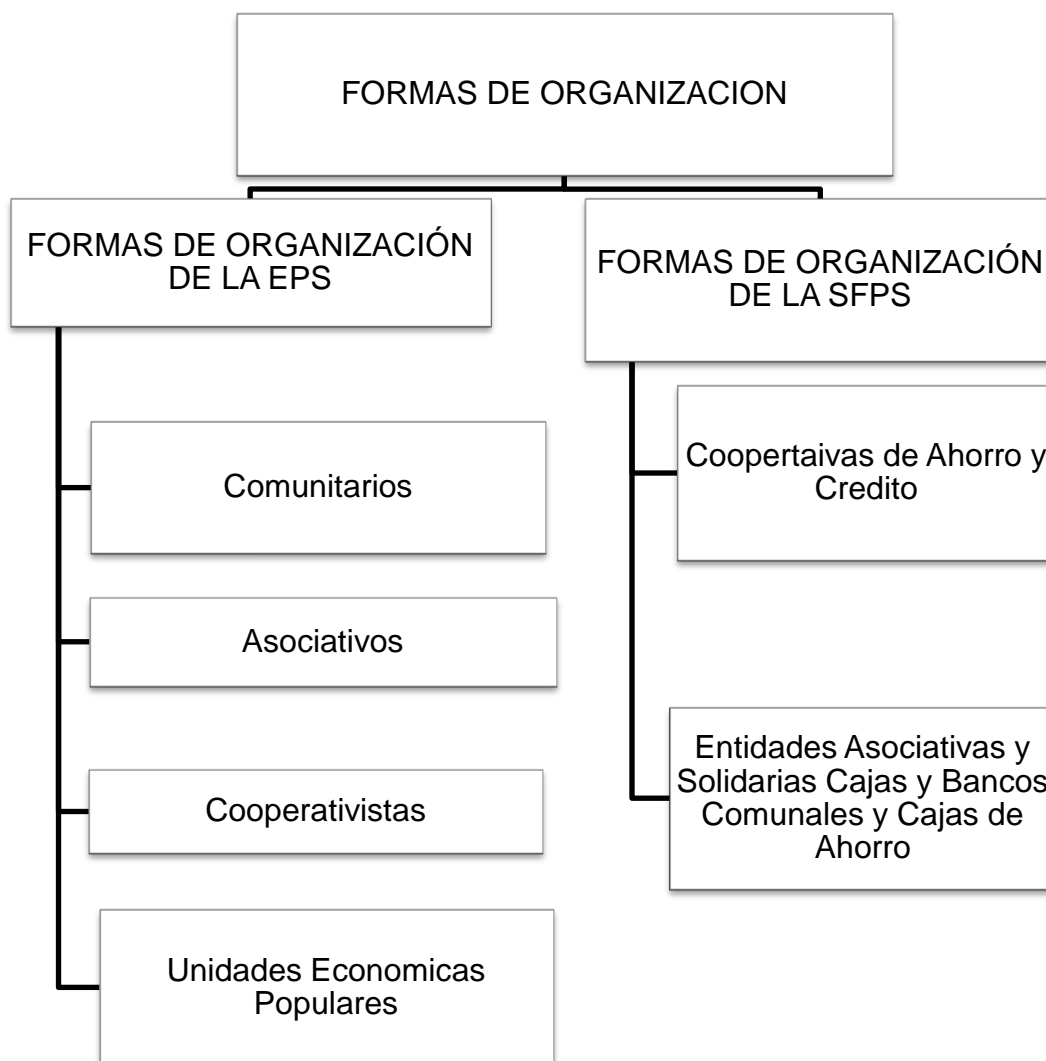 FORMAS DE ORGANIZACION
FORMAS DE ORGANIZACIÓN
DE LA EPS
Comunitarios
Asociativos
Cooperativistas
Unidades Economicas
Populares
FORMAS DE ORGANIZACIÓN
DE LA SFPS
Coopertaivas de Ahorro y
Credito
Entidades Asociativas y
Solidarias Cajas y Bancos
Comunales y Cajas de
Ahorro